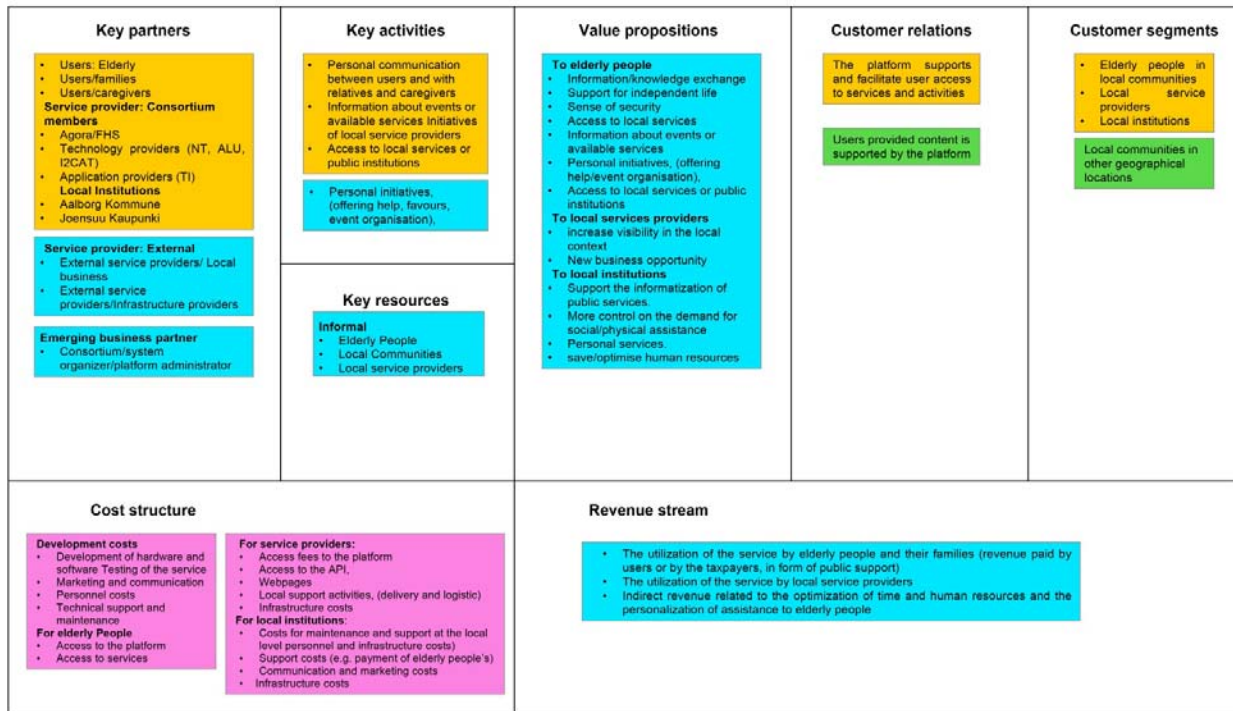 Key partners
• Users: Elderly
• Users/families
• Users/caregivers
Service provider: Consortium
members
• Agora/FHS
• Technology providers (NT, ALU,
I2CAT)
• Application providers (TI)
Local Institutions
• Aalborg Kommune
• Joensuu Kaupunki
Service provider: External
• External service providers/ Local
business
• External service
providers/Infrastructure providers
Emerging business partner
• Consortium/system
organizer/platform administrator
Key activities
• Personal communication
between users and with
relatives and caregivers
• Information about events or
available services Initiatives
of local service providers
• Access to local services or
public institutions
• Personal initiatives,
(offering help, favours,
event organisation),
Key resources
Informal
• Elderly People
• Local Communities
• Local service providers
Value propositions
To elderly people
• Information/knowledge exchange
• Support for independent life
• Sense of security
• Access to local services
• Information about events or
available services
• Personal initiatives, (offering
help/event organisation),
• Access to local services or public
institutions
To local services providers
• increase visibility in the local
context
• New business opportunity
To local institutions
• Support the informatization of
public services.
• More control on the demand for
social/physical assistance
• Personal services.
• save/optimise human resources
Customer relations
The platform supports
and facilitate user access
to services and activities
Users provided content is
supported by the platform
Customer segments
• Elderly people in
local communities
• Local service
providers
• Local institutions
Local communities in
other geographical
locations
Cost structure
Development costs
• Development of hardware and
software Testing of the service
• Marketing and communication
• Personnel costs
• Technical support and
maintenance
For elderly People
• Access to the platform
• Access to services
For service providers:
• Access fees to the platform
• Access to the API,
• Webpages
• Local support activities, (delivery and logistic)
• Infrastructure costs
For local institutions:
• Costs for maintenance and support at the local
level personnel and infrastructure costs)
• Support costs (e.g. payment of elderly people's)
• Communication and marketing costs
• Infrastructure costs
Revenue stream
• The utilization of the service by elderly people and their families (revenue paid by
users or by the taxpayers, in form of public support)
• The utilization of the service by local service providers
• Indirect revenue related to the optimization of time and human resources and the
personalization of assistance to elderly people